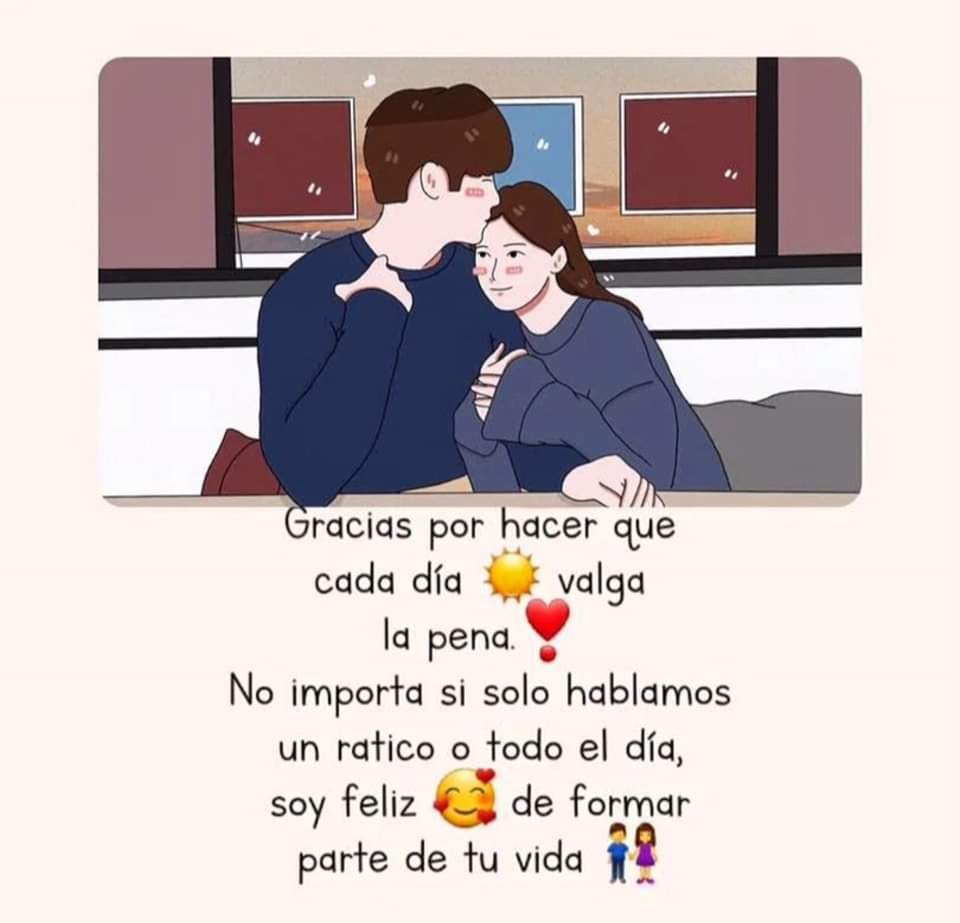 Gracias por hacer que
cada día ☀️ valga
la pena. ❣️
No importa si solo hablamos
un ratico o todo el día,
soy feliz 🥰 de formar
parte de tu vida 👫